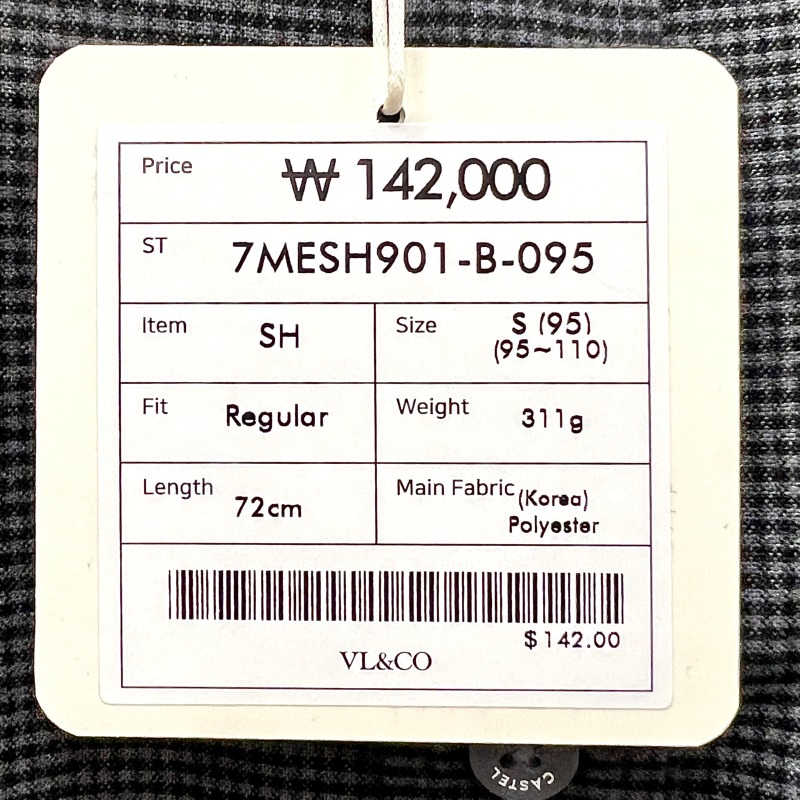 Price ₩ 142,000
ST 7MESH901-B-095
Item SH Size S (95)
(95~110)
Fit Regular Weight 311g
Length 72cm Main Fabric (Korea)
Polyester
$142.00
VL&CO
CASTEL